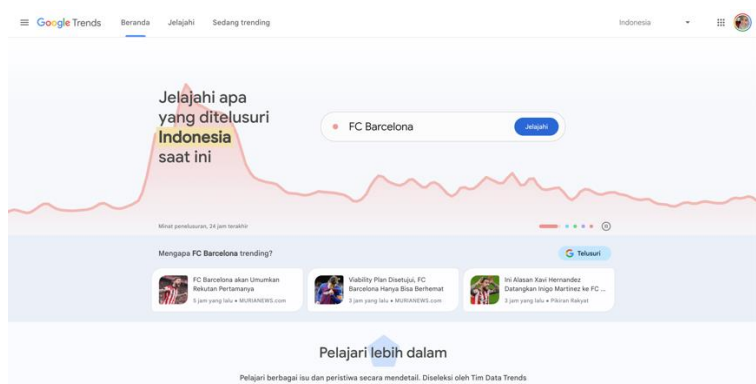 Google Trends
Beranda
Jelajahi
Sedang trending
Indonesia
Jelajahi apa
yang ditelusuri
Indonesia
saat ini
FC Barcelona
Jelajahi
Minat penelusuran, 24 jam terakhir
Mengapa FC Barcelona trending?
Telusuri
FC Barcelona akan Umumkan
Rekutan Pertamanya
5 jam yang lalu • MURIANEWS.com
Viability Plan Disetujui, FC
Barcelona Hanya Bisa Berhemat
3 jam yang lalu • MURIANEWS.com
Ini Alasan Xavi Hernandez
Datangkan Inigo Martinez ke FC ...
3 jam yang lalu • Pikiran Rakyat
Pelajari lebih dalam
Pelajari berbagai isu dan peristiwa secara mendetail. Diseleksi oleh Tim Data Trends